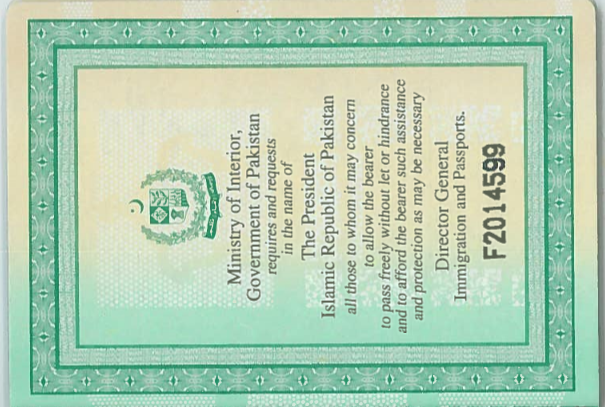 Ministry of Interior,
Government of Pakistan
requires and requests
in the name of
The President
Islamic Republic of Pakistan
all those to whom it may concern
to allow the bearer
to pass freely without let or hindrance
and to afford the bearer such assistance
and protection as may be necessary
Director General
Immigration and Passports.
F2014599